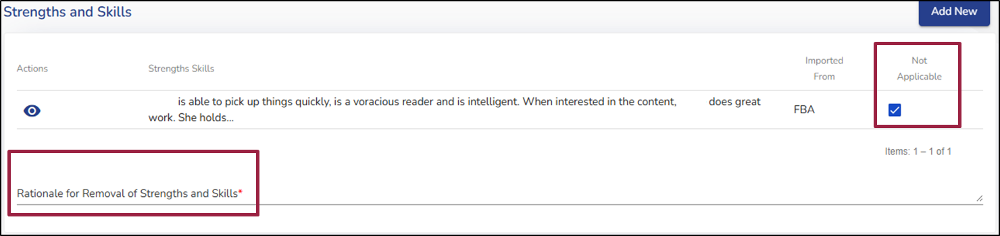 Strengths and Skills
Add New
Actions
Strengths Skills
Imported
From
Not
Applicable
is able to pick up things quickly, is a voracious reader and is intelligent. When interested in the content, does great
work. She holds...
FBA
Items: 1 – 1 of 1
Rationale for Removal of Strengths and Skills*